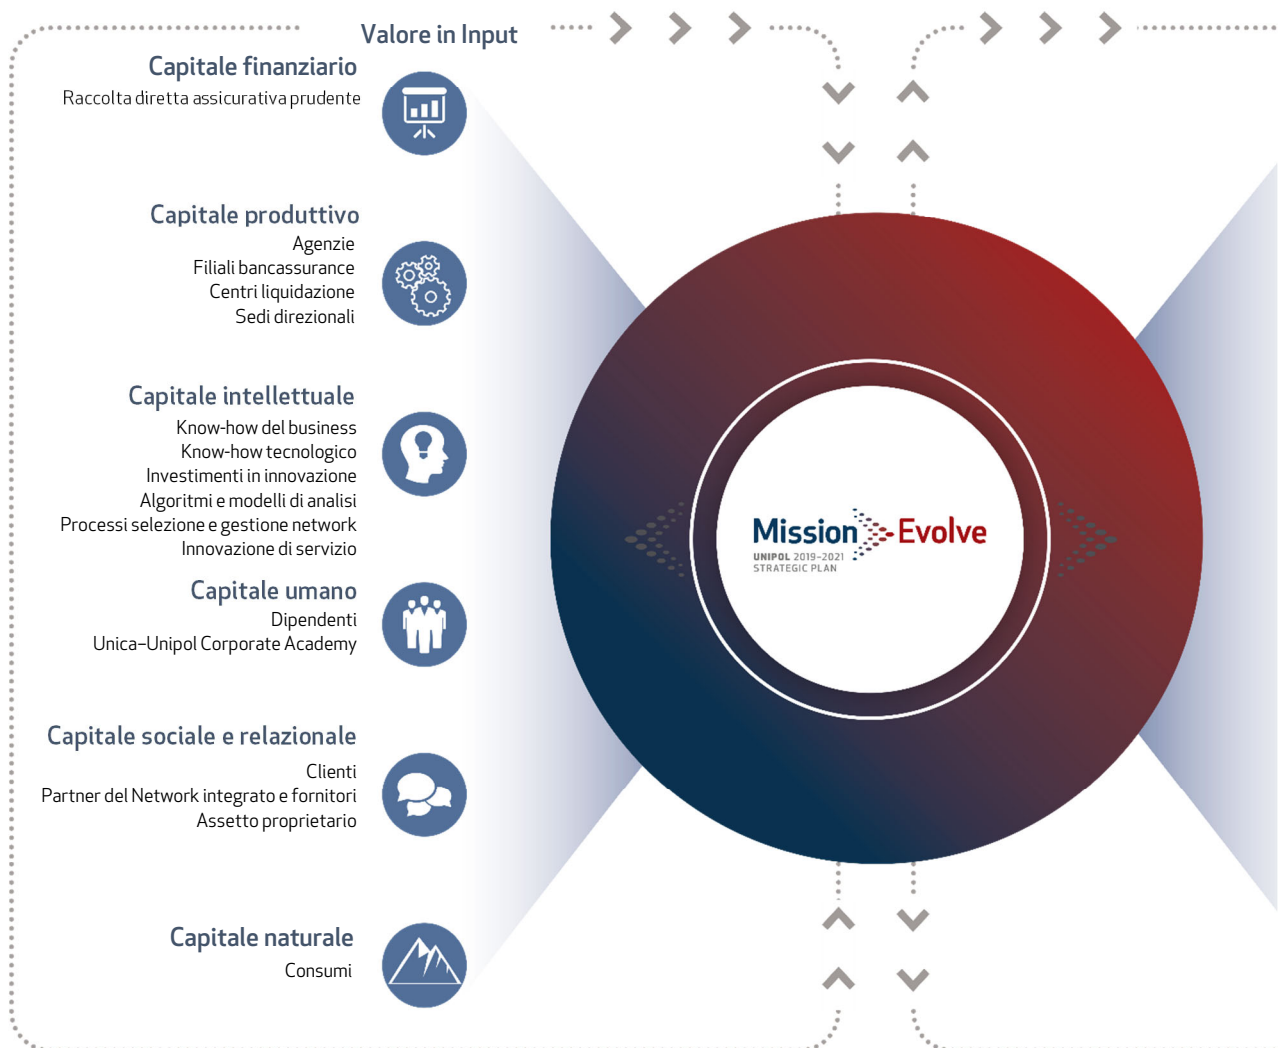 Valore in Input
Capitale finanziario
Raccolta diretta assicurativa prudente
Capitale produttivo
Agenzie
Filiali bancassurance
Centri liquidazione
Sedi direzionali
Capitale intellettuale
Know-how del business
Know-how tecnologico
Investimenti in innovazione
Algoritmi e modelli di analisi
Processi selezione e gestione network
Innovazione di servizio
Capitale umano
Dipendenti
Unica–Unipol Corporate Academy
Capitale sociale e relazionale
Clienti
Partner del Network integrato e fornitori
Assetto proprietario
Capitale naturale
Consumi
Mission Evolve
UNIPOL 2019–2021
STRATEGIC PLAN